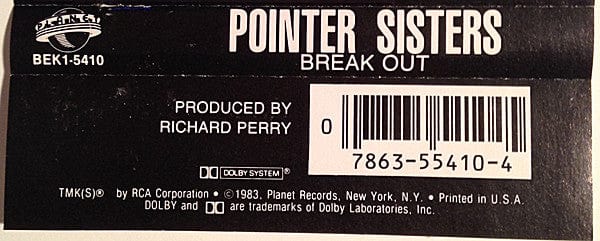 PLANET
POINTER SISTERS
BEK1-5410
BREAK OUT
PRODUCED BY
RICHARD PERRY
0
7863-55410-4
DOLBY SYSTEM®
TMK(S)® by RCA Corporation • ©1983, Planet Records, New York, N.Y. • Printed in U.S.A.
DOLBY and are trademarks of Dolby Laboratories, Inc.